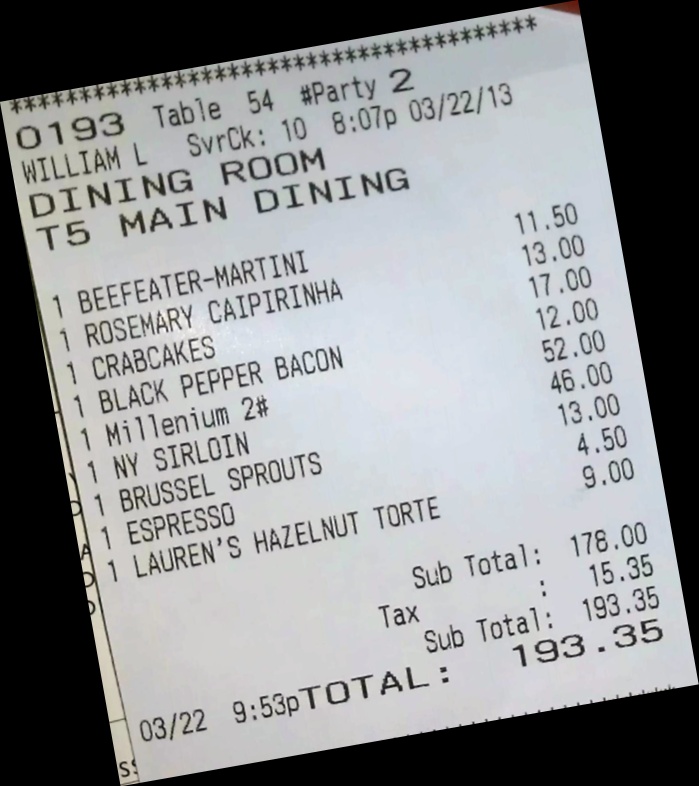 ****************************************
0193 Table 54 #Party 2
WILLIAM L SvrCk: 10 8:07p 03/22/13
DINING ROOM
T5 MAIN DINING
1 BEEFEATER-MARTINI 11.50
1 ROSEMARY CAIPIRINHA 13.00
1 CRABCAKES 17.00
1 BLACK PEPPER BACON 12.00
1 Millenium 2# 52.00
1 NY SIRLOIN 46.00
1 BRUSSEL SPROUTS 13.00
1 ESPRESSO 4.50
1 LAUREN'S HAZELNUT TORTE 9.00
Sub Total: 178.00
Tax : 15.35
Sub Total: 193.35
03/22 9:53pTOTAL: 193.35